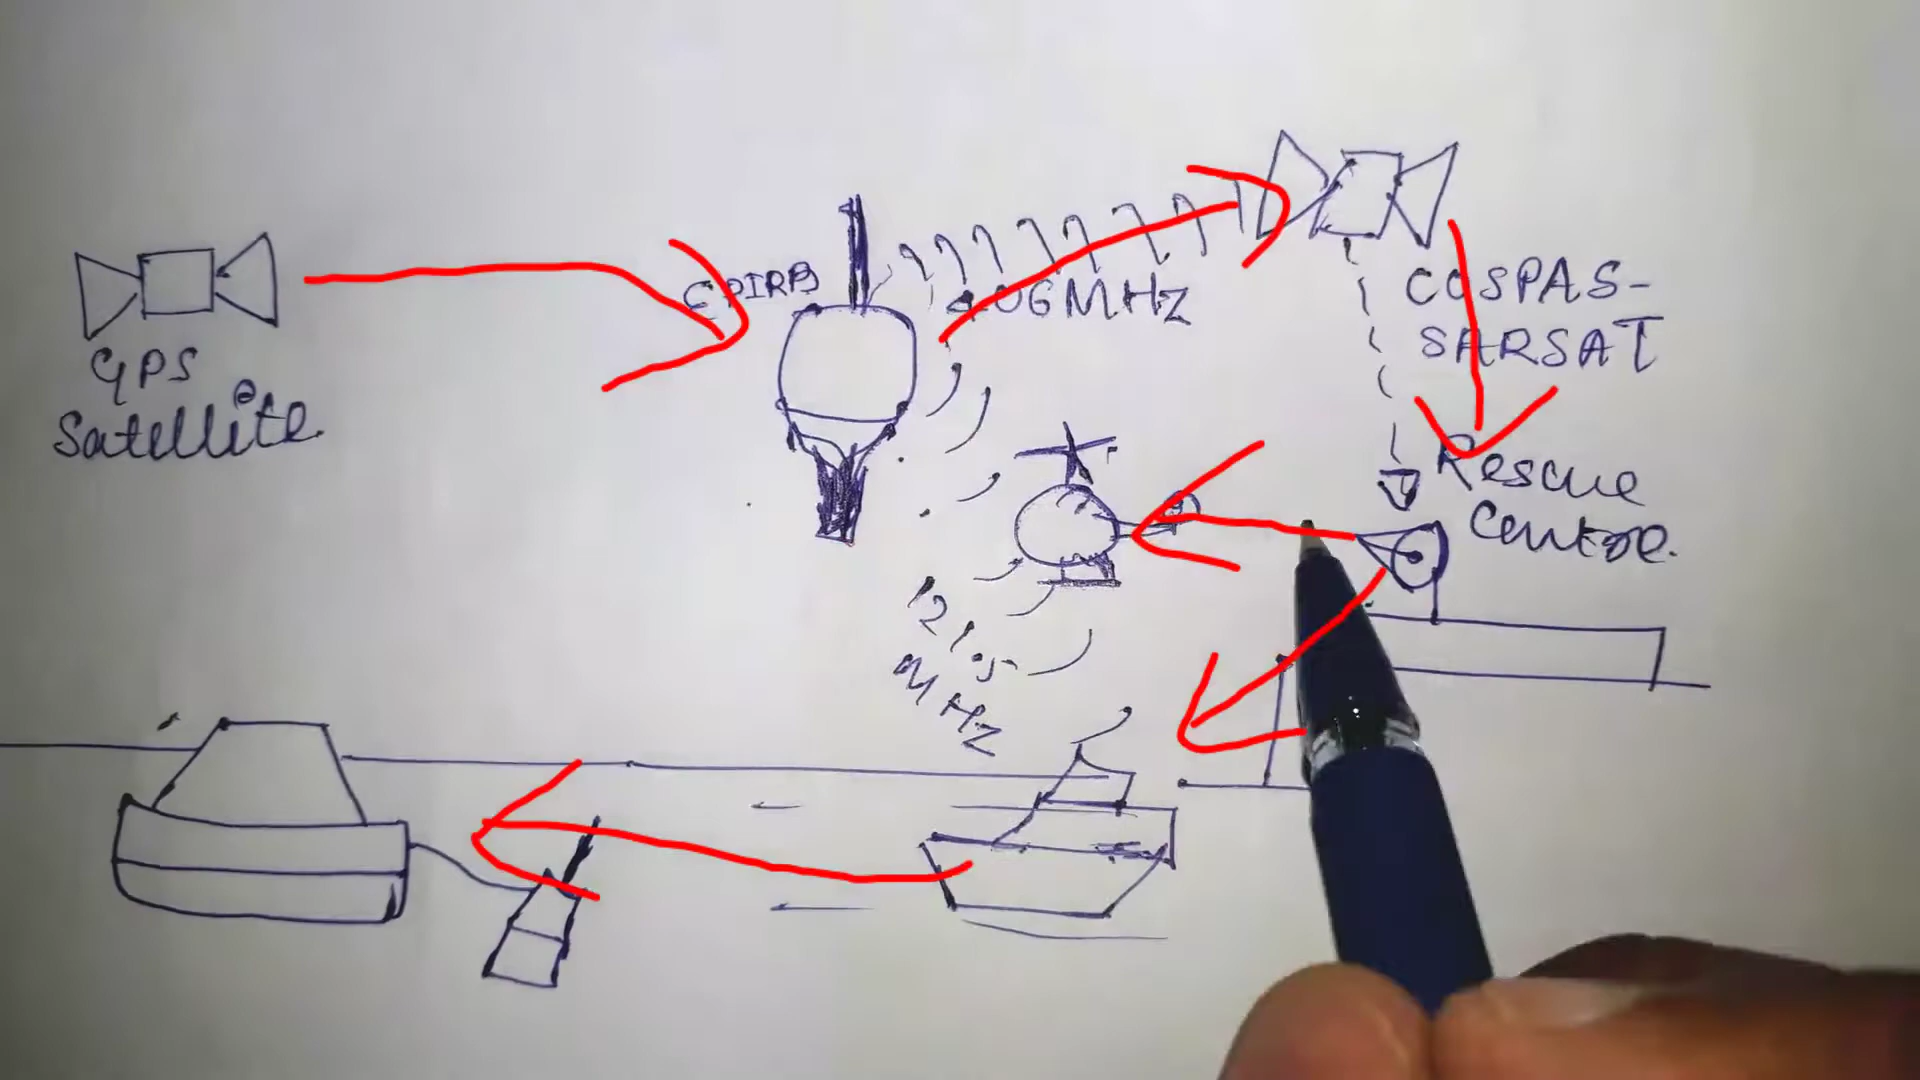 EPIRB
406MHZ
COSPAS-
SARSAT
GPS
Satellite
Rescue
Centre.
121.5
MHZ